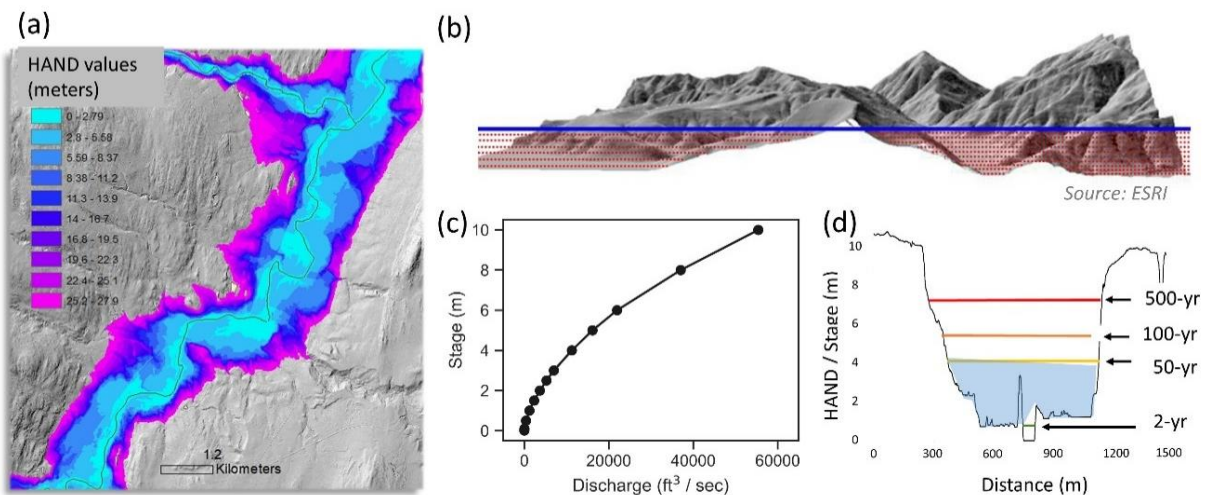 (a)
HAND values
(meters)
0 - 2.79
2.8 - 5.58
5.59 - 8.37
8.38 - 11.2
11.3 - 13.9
14 - 16.7
16.8 - 19.5
19.6 - 22.3
22.4 - 25.1
25.2 - 27.9
1.2
Kilometers
(b)
Source: ESRI
(c)
Stage (m)
10
8
6
4
2
0
0
20000
40000
60000
Discharge (ft³ / sec)
(d)
HAND / Stage (m)
10
8
6
4
2
0
500-yr
100-yr
50-yr
2-yr
0
300
600
900
1200
1500
Distance (m)